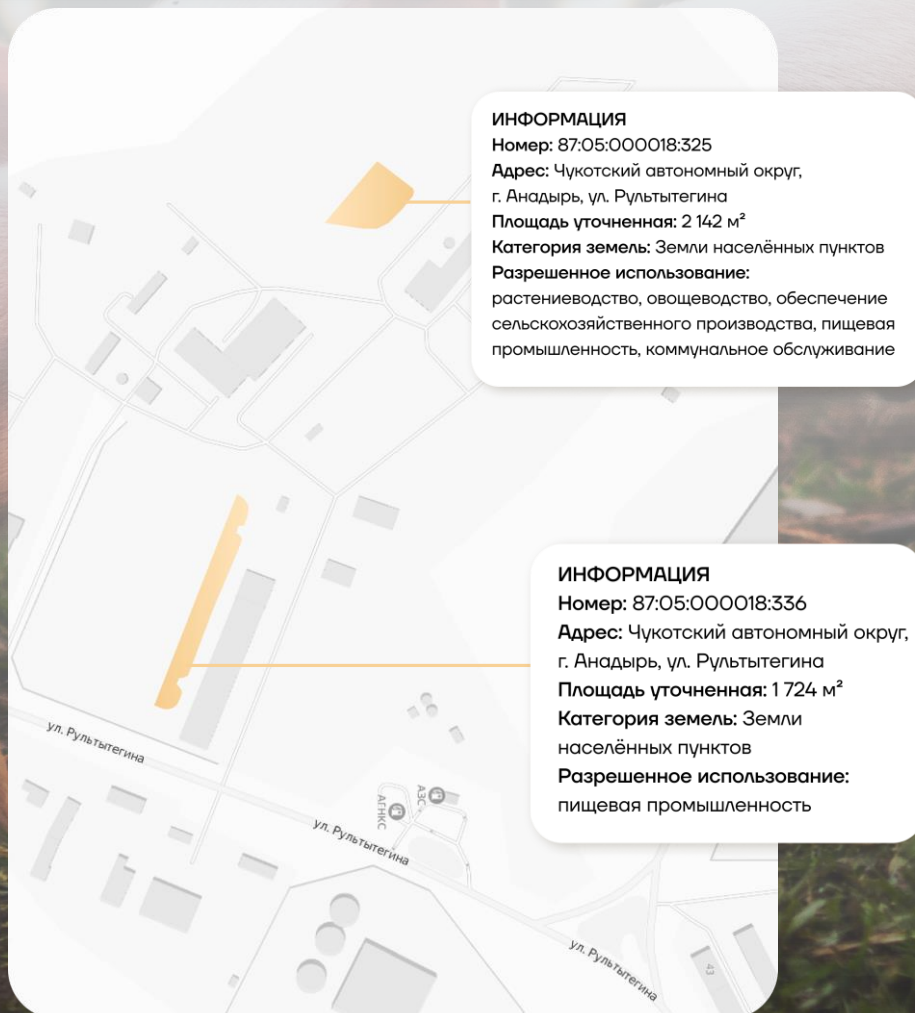 ИНФОРМАЦИЯ
Номер: 87:05:000018:325
Адрес: Чукотский автономный округ,
г. Анадырь, ул. Рультытегина
Площадь уточненная: 2 142 м²
Категория земель: Земли населённых пунктов
Разрешенное использование:
растениеводство, овощеводство, обеспечение
сельскохозяйственного производства, пищевая
промышленность, коммунальное обслуживание
ИНФОРМАЦИЯ
Номер: 87:05:000018:336
Адрес: Чукотский автономный округ,
г. Анадырь, ул. Рультытегина
Площадь уточненная: 1 724 м²
Категория земель: Земли
населённых пунктов
Разрешенное использование:
пищевая промышленность
ул. Рультытегина
АГНКС
АЗС
ул. Рультытегина
ул. Рультытегина
43